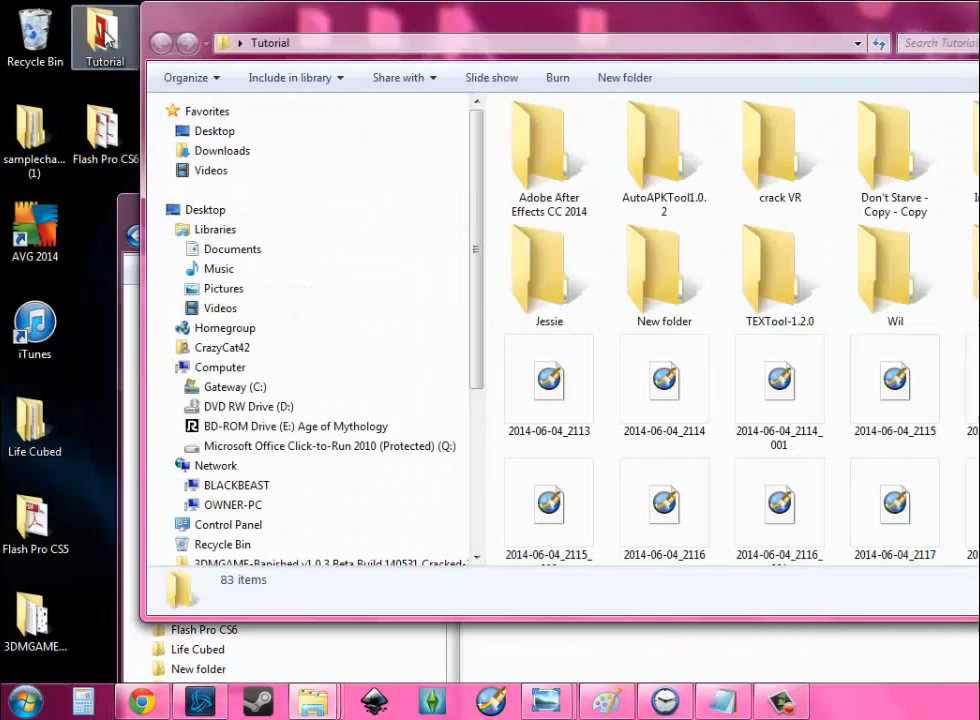 Recycle Bin
Tutorial
samplecha...
(1)
Flash Pro CS6
AVG 2014
iTunes
Life Cubed
Flash Pro CS5
3DMGAME...
Tutorial
Search Tutorial
Organize
Include in library
Share with
Slide show
Burn
New folder
Favorites
Desktop
Downloads
Videos
Desktop
Libraries
Documents
Music
Pictures
Videos
Homegroup
CrazyCat42
Computer
Gateway (C:)
DVD RW Drive (D:)
BD-ROM Drive (E:) Age of Mythology
Microsoft Office Click-to-Run 2010 (Protected) (Q:)
Network
BLACKBEAST
OWNER-PC
Control Panel
Recycle Bin
3DMGAME-Banished v1.0.3 Beta Build 140531 Cracked-
Adobe After
Effects CC 2014
AutoAPKTool1.0.
2
crack VR
Don't Starve -
Copy - Copy
Jessie
New folder
TEXTool-1.2.0
Wil
2014-06-04_2113
2014-06-04_2114
2014-06-04_2114_
001
2014-06-04_2115
2014-06-04_2115_
2014-06-04_2116
2014-06-04_2116_
2014-06-04_2117
83 items
Flash Pro CS6
Life Cubed
New folder